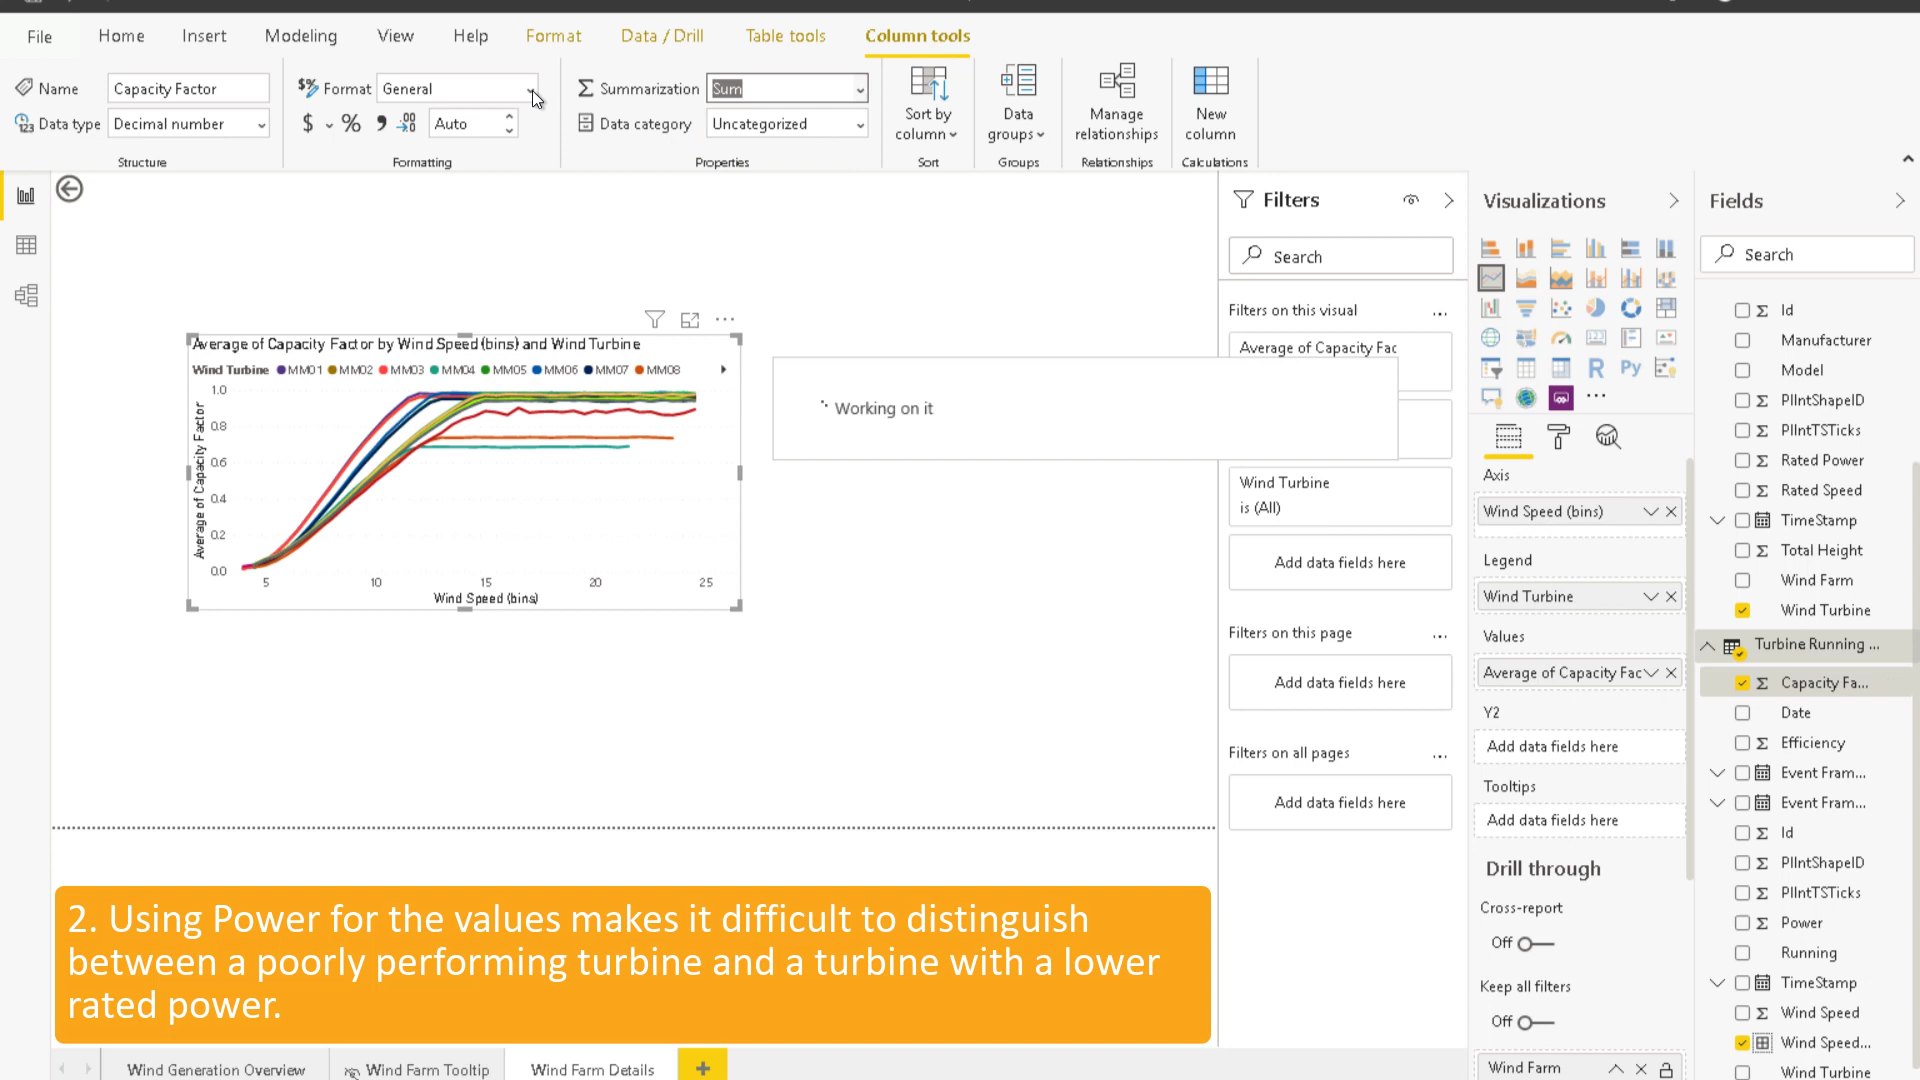 File Home Insert Modeling View Help Format Data / Drill Table tools Column tools
Name Capacity Factor
Data type Decimal number
Structure
$% Format General
$ % Auto
Formatting
Summarization Sum
Data category Uncategorized
Properties
Sort by
column
Sort
Data
groups
Groups
Manage
relationships
Relationships
New
column
Calculations
Average of Capacity Factor by Wind Speed (bins) and Wind Turbine
Wind Turbine MM01 MM02 MM03 MM04 MM05 MM06 MM07 MM08
Average of Capacity Factor
1.0
0.8
0.6
0.4
0.2
0.0
5 10 15 20 25
Wind Speed (bins)
Working on it
2. Using Power for the values makes it difficult to distinguish
between a poorly performing turbine and a turbine with a lower
rated power.
Wind Generation Overview Wind Farm Tooltip Wind Farm Details +
Filters
Search
Filters on this visual ...
Average of Capacity Fac
Wind Turbine
is (All)
Add data fields here
Filters on this page ...
Add data fields here
Filters on all pages ...
Add data fields here
Visualizations
R Py
123
...
Axis
Wind Speed (bins)
Legend
Wind Turbine
Values
Average of Capacity Fac
Y2
Add data fields here
Tooltips
Add data fields here
Drill through
Cross-report
Off
Keep all filters
Off
Wind Farm
Fields
Search
Σ Id
Manufacturer
Model
Σ PIIntShapeID
Σ PIIntTSTicks
Σ Rated Power
Σ Rated Speed
TimeStamp
Σ Total Height
Wind Farm
Wind Turbine
Turbine Running ...
Σ Capacity Fa...
Date
Σ Efficiency
Event Fram...
Event Fram...
Σ Id
Σ PIIntShapeID
Σ PIIntTSTicks
Σ Power
Running
TimeStamp
Σ Wind Speed
Wind Speed...
Wind Turbine